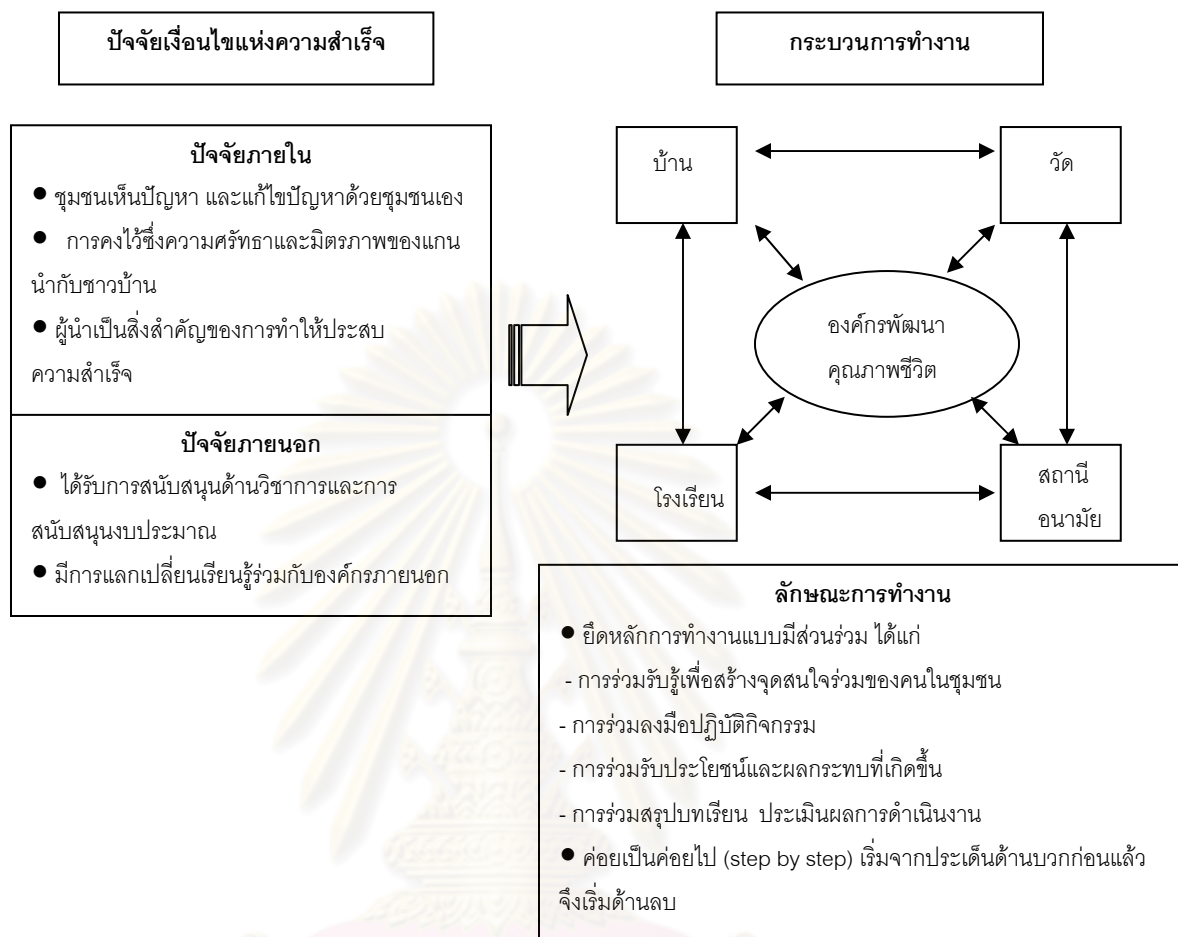 ปัจจัยเงื่อนไขแห่งความสำเร็จ
ปัจจัยภายใน
● ชุมชนเห็นปัญหา และแก้ไขปัญหาด้วยชุมชนเอง
● การคงไว้ซึ่งความศรัทธาและมิตรภาพของแกน
นำกับชาวบ้าน
● ผู้นำเป็นสิ่งสำคัญของการทำให้ประสบ
ความสำเร็จ
ปัจจัยภายนอก
● ได้รับการสนับสนุนด้านวิชาการและการ
สนับสนุนงบประมาณ
● มีการแลกเปลี่ยนเรียนรู้ร่วมกับองค์กรภายนอก
กระบวนการทำงาน
บ้าน
วัด
องค์กรพัฒนา
คุณภาพชีวิต
โรงเรียน
สถานี
อนามัย
ลักษณะการทำงาน
● ยึดหลักการทำงานแบบมีส่วนร่วม ได้แก่
- การร่วมรับรู้เพื่อสร้างจุดสนใจร่วมของคนในชุมชน
- การร่วมลงมือปฏิบัติกิจกรรม
- การร่วมรับประโยชน์และผลกระทบที่เกิดขึ้น
- การร่วมสรุปบทเรียน ประเมินผลการดำเนินงาน
● ค่อยเป็นค่อยไป (step by step) เริ่มจากประเด็นด้านบวกก่อนแล้ว
จึงเริ่มด้านลบ